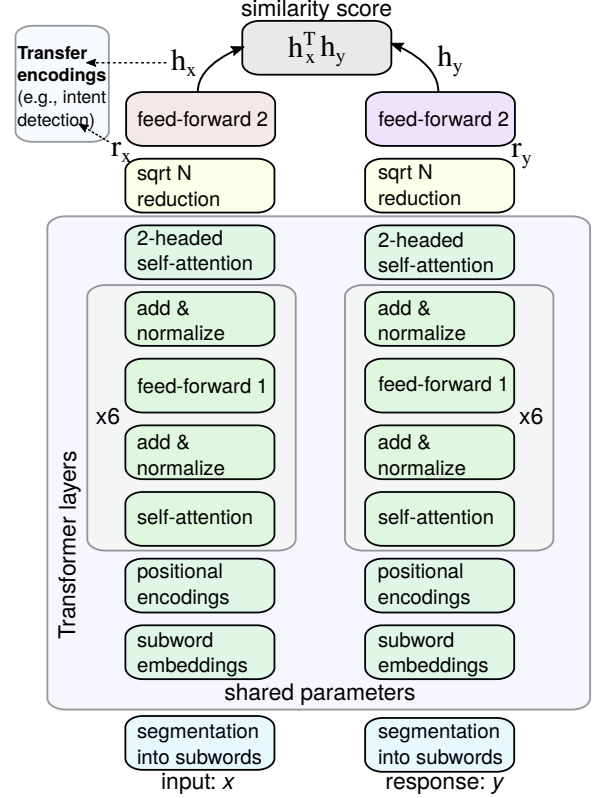 similarity score
h_x^T h_y
h_x
h_y
Transfer
encodings
(e.g., intent
detection)
r_x
feed-forward 2
feed-forward 2
r_y
sqrt N
reduction
sqrt N
reduction
2-headed
self-attention
2-headed
self-attention
add &
normalize
add &
normalize
feed-forward 1
feed-forward 1
x6
x6
add &
normalize
add &
normalize
self-attention
self-attention
Transformer layers
positional
encodings
positional
encodings
subword
embeddings
subword
embeddings
shared parameters
segmentation
into subwords
segmentation
into subwords
input: x
response: y